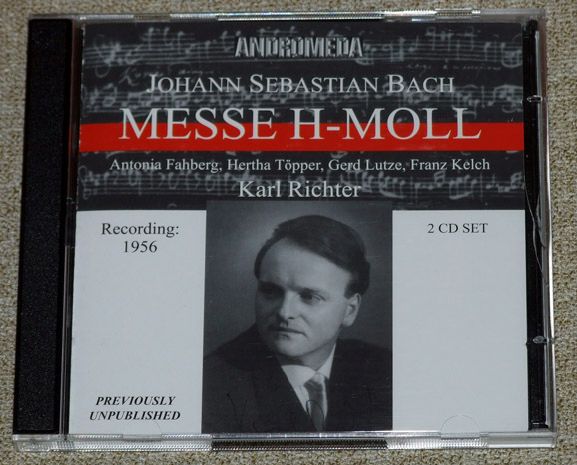 ANDROMEDA
JOHANN SEBASTIAN BACH
MESSE H-MOLL
Antonia Fahberg, Hertha Töpper, Gerd Lutze, Franz Kelch
Karl Richter
Recording:
1956
2 CD SET
PREVIOUSLY
UNPUBLISHED